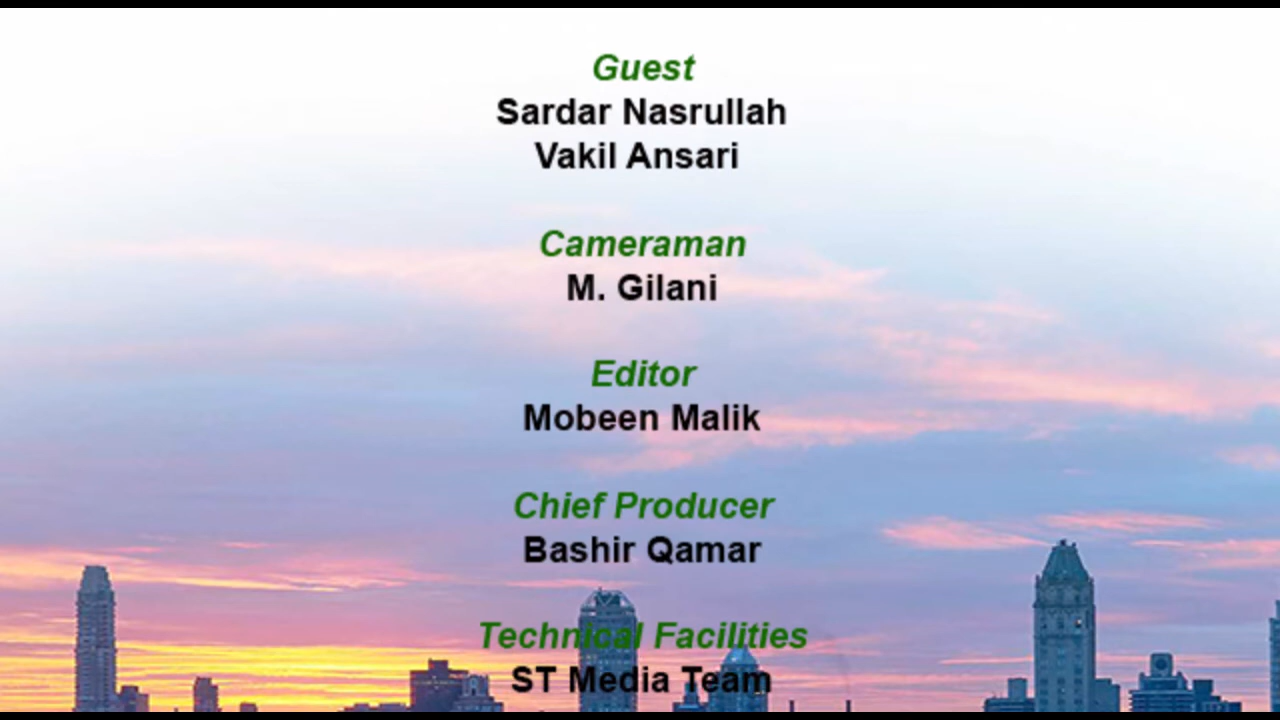 Guest
Sardar Nasrullah
Vakil Ansari
Cameraman
M. Gilani
Editor
Mobeen Malik
Chief Producer
Bashir Qamar
Technical Facilities
ST Media Team